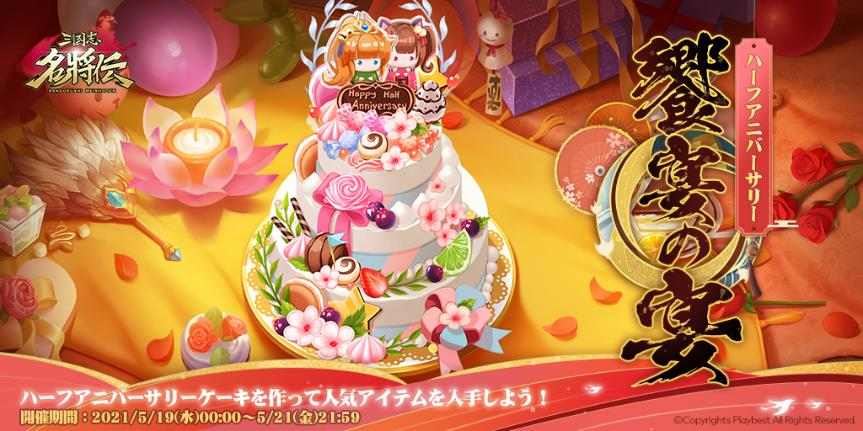 三国志
名將伝
SANGOKUSHI MEISHODEN
Happy Half
Anniversary
ハーフアニバーサリー
饗宴の宴
ハーフアニバーサリーケーキを作って人気アイテムを入手しよう！
開催期間：2021/5/19(水)00:00～5/21(金)21:59
©Copyrights Playbest All Rights Reserved.